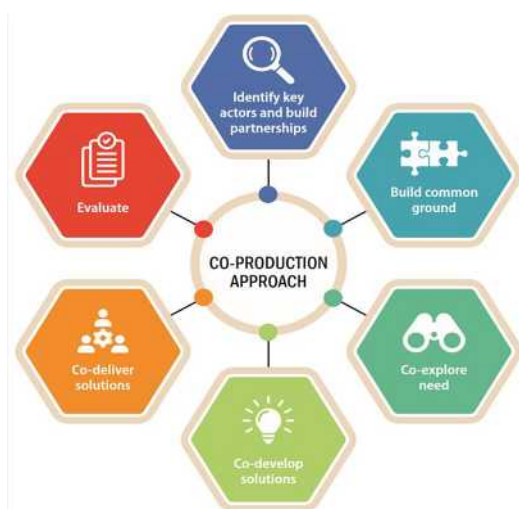 Identify key
actors and build
partnerships
Build common
ground
Co-explore
need
Co-develop
solutions
Co-deliver
solutions
Evaluate
CO-PRODUCTION
APPROACH